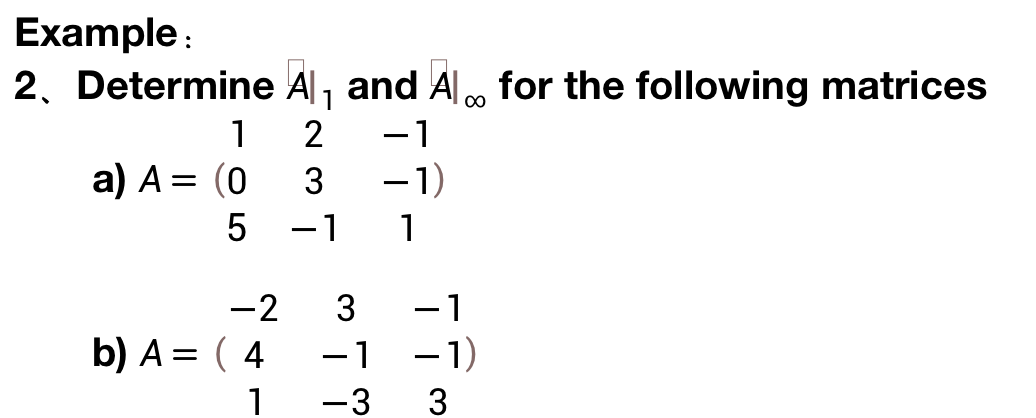 Example：
2、Determine A|₁ and A|∞ for the following matrices
1 2 −1
a) A = (0 3 −1)
5 −1 1
−2 3 −1
b) A = ( 4 −1 −1)
1 −3 3